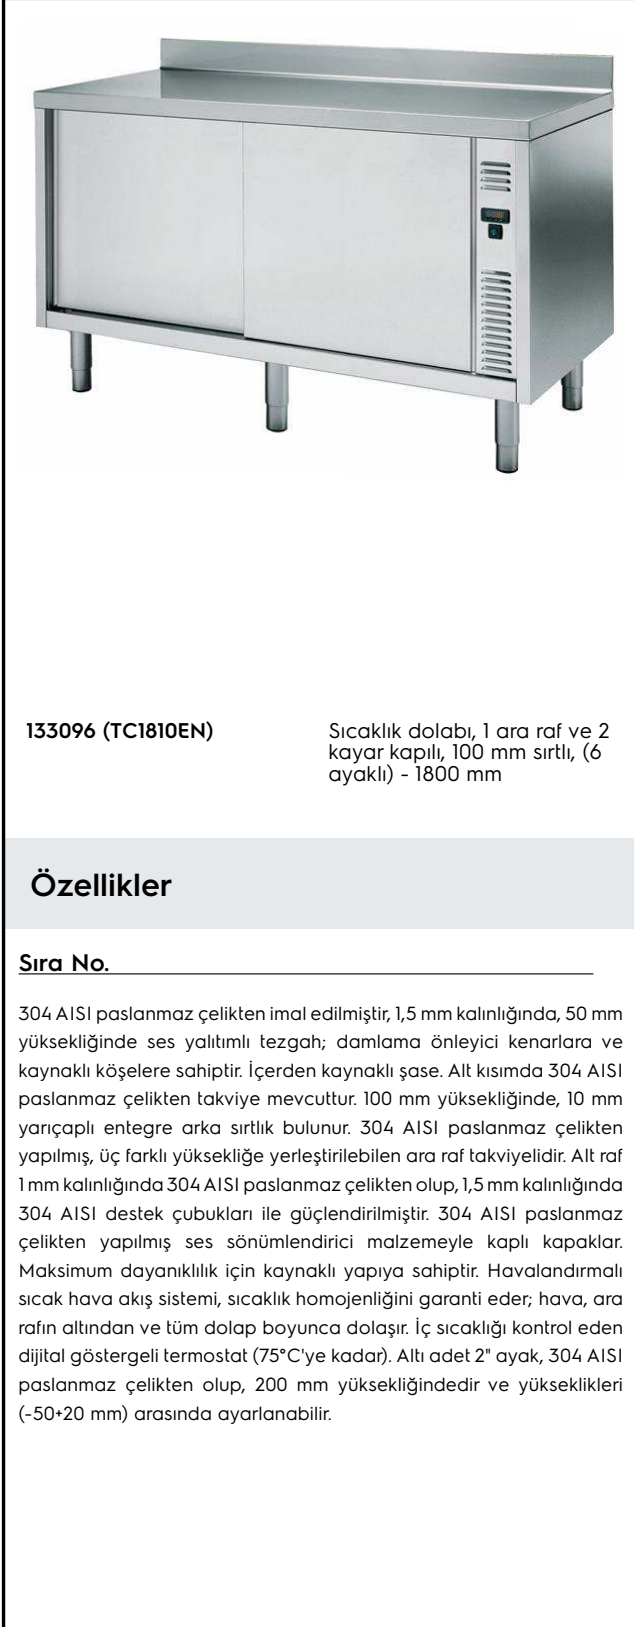 133096 (TC1810EN)
Sıcaklık dolabı, 1 ara raf ve 2
kayar kapılı, 100 mm sırtlı, (6
ayaklı) - 1800 mm
Özellikler
Sıra No.
304 AISI paslanmaz çelikten imal edilmiştir, 1,5 mm kalınlığında, 50 mm
yüksekliğinde ses yalıtımlı tezgah; damlama önleyici kenarlara ve
kaynaklı köşelere sahiptir. İçerden kaynaklı şase. Alt kısımda 304 AISI
paslanmaz çelikten takviye mevcuttur. 100 mm yüksekliğinde, 10 mm
yarıçaplı entegre arka sırtlık bulunur. 304 AISI paslanmaz çelikten
yapılmış, üç farklı yüksekliğe yerleştirilebilen ara raf takviyelidir. Alt raf
1 mm kalınlığında 304 AISI paslanmaz çelikten olup, 1,5 mm kalınlığında
304 AISI destek çubukları ile güçlendirilmiştir. 304 AISI paslanmaz
çelikten yapılmış ses sönümlendirici malzemeyle kaplı kapaklar.
Maksimum dayanıklılık için kaynaklı yapıya sahiptir. Havalandırmalı
sıcak hava akış sistemi, sıcaklık homojenliğini garanti eder; hava, ara
rafın altından ve tüm dolap boyunca dolaşır. İç sıcaklığı kontrol eden
dijital göstergeli termostat (75°C'ye kadar). Altı adet 2" ayak, 304 AISI
paslanmaz çelikten olup, 200 mm yüksekliğindedir ve yükseklikleri
(-50+20 mm) arasında ayarlanabilir.